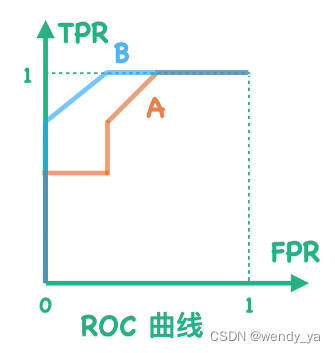 TPR
B
1
A
FPR
0
1
ROC 曲线
CSDN @wendy_ya